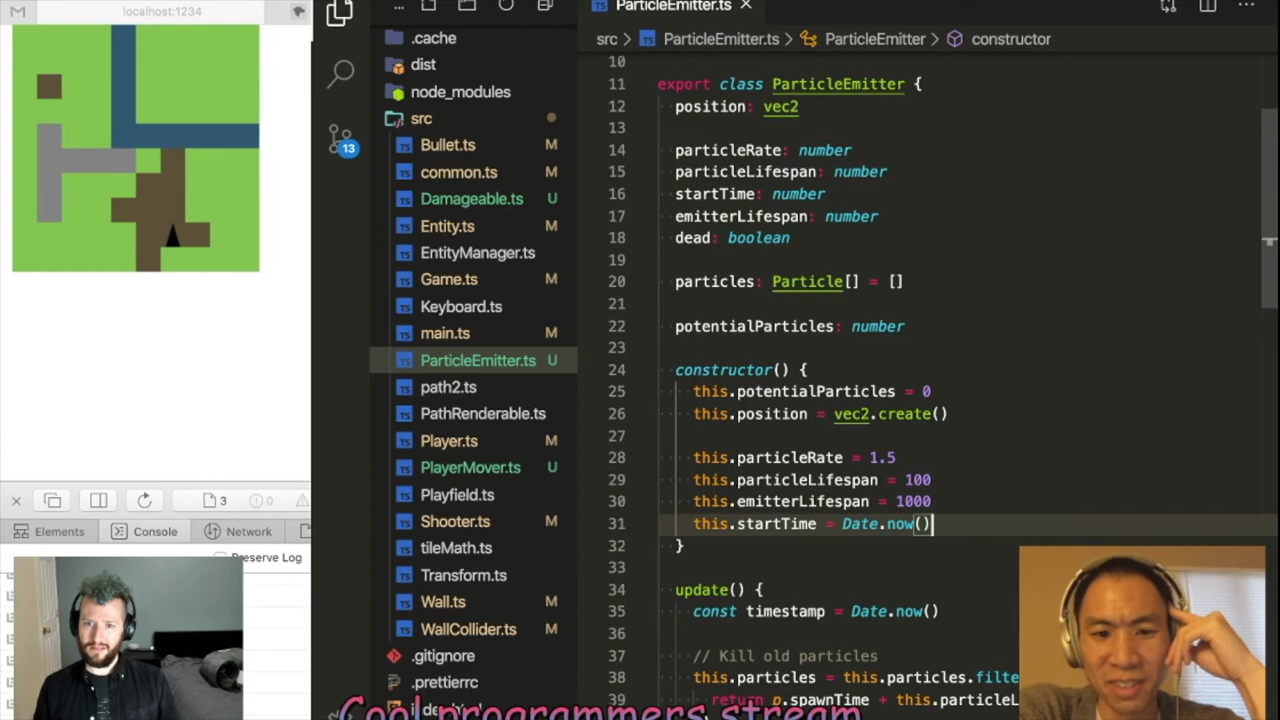 localhost:1234
ParticleEmitter.ts
src > ParticleEmitter.ts > ParticleEmitter > constructor
.cache
dist
node_modules
src
Bullet.ts M
common.ts M
Damageable.ts U
Entity.ts M
EntityManager.ts
Game.ts M
Keyboard.ts
main.ts M
ParticleEmitter.ts U
path2.ts
PathRenderable.ts
Player.ts M
PlayerMover.ts U
Playfield.ts
Shooter.ts M
tileMath.ts
Transform.ts
Wall.ts M
WallCollider.ts M
.gitignore
.prettierrc
13
10
11 export class ParticleEmitter {
12 position: vec2
13
14 particleRate: number
15 particleLifespan: number
16 startTime: number
17 emitterLifespan: number
18 dead: boolean
19
20 particles: Particle[] = []
21
22 potentialParticles: number
23
24 constructor() {
25 this.potentialParticles = 0
26 this.position = vec2.create()
27
28 this.particleRate = 1.5
29 this.particleLifespan = 100
30 this.emitterLifespan = 1000
31 this.startTime = Date.now()
32 }
33
34 update() {
35 const timestamp = Date.now()
36
37 // Kill old particles
38 this.particles = this.particles.filte
39 return p.spawnTime + this.particleL
3 0
Elements Console Network
Preserve Log
Cool programmers stream